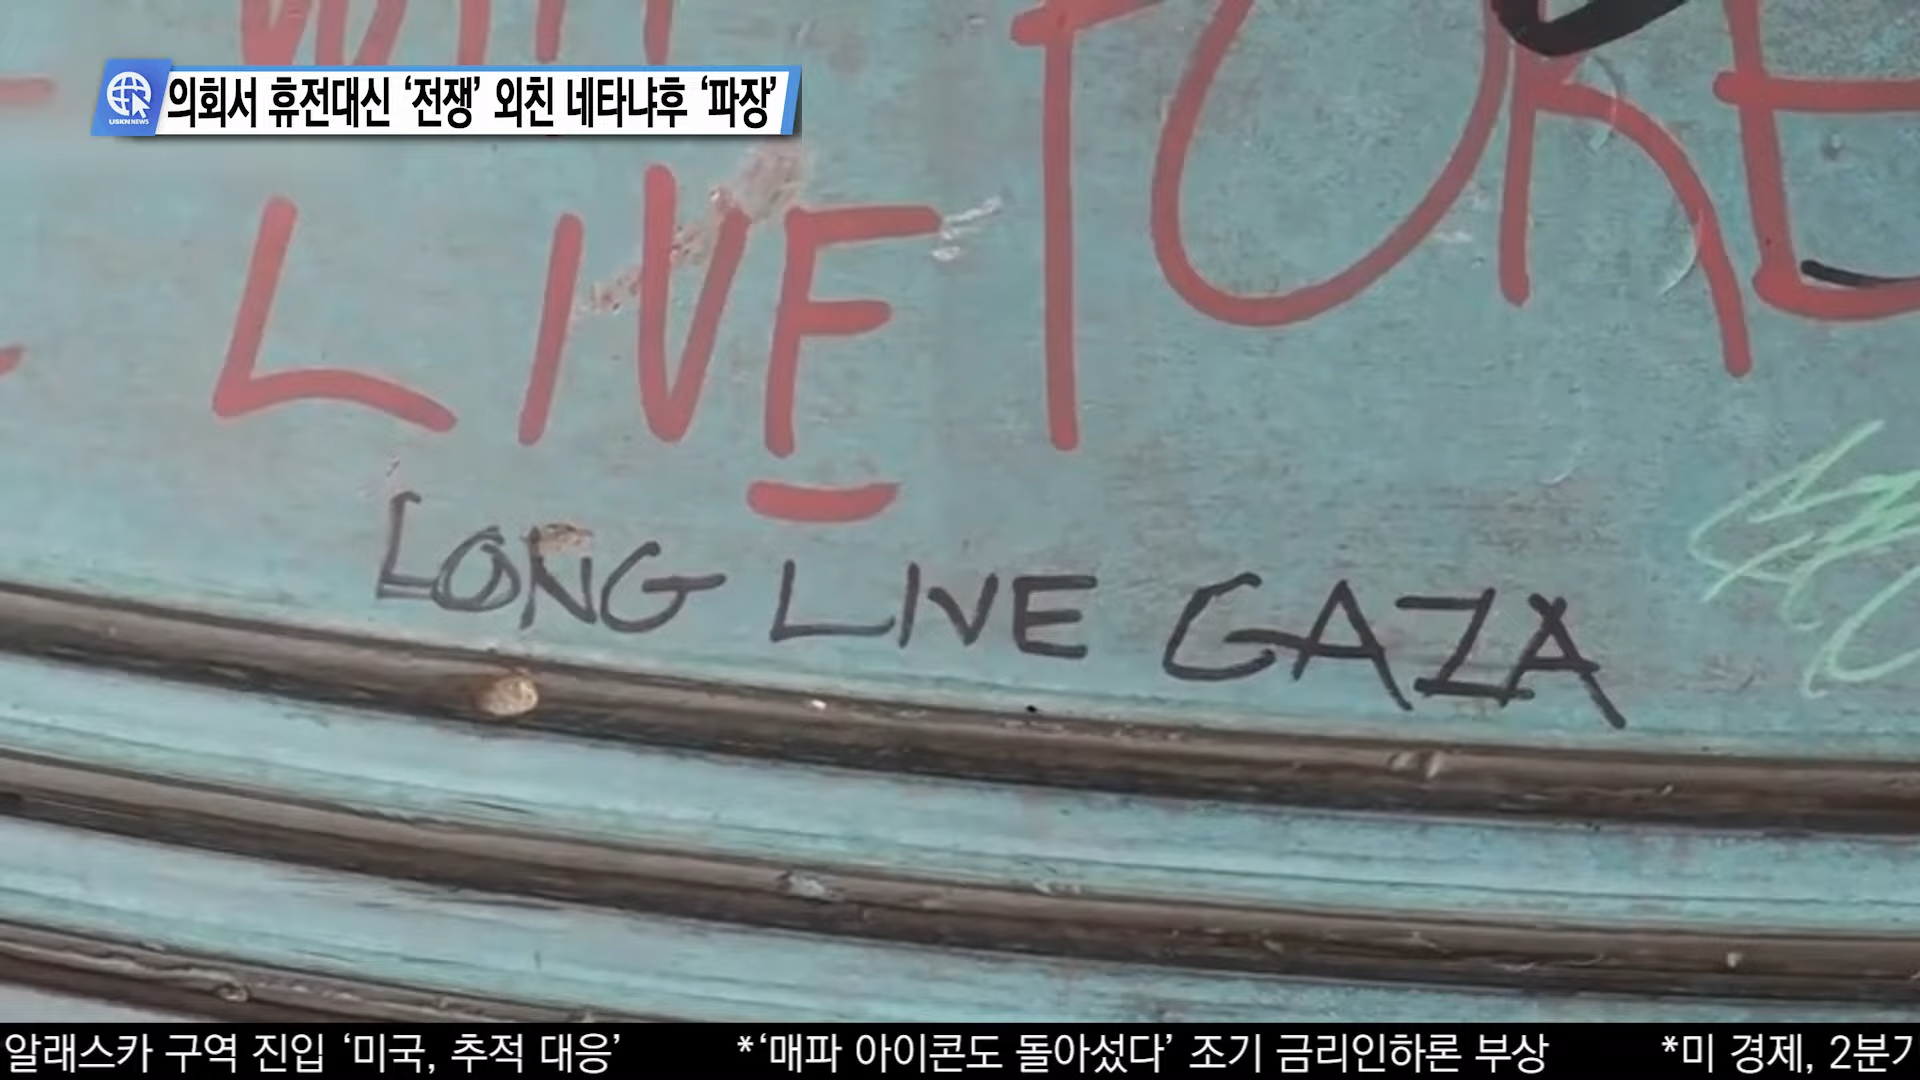 의회서 휴전대신 ‘전쟁’ 외친 네타냐후 ‘파장’
USKN NEWS
LIVE
LONG LIVE GAZA
알래스카 구역 진입 ‘미국, 추적 대응’ *‘매파 아이콘도 돌아섰다’ 조기 금리인하론 부상 *미 경제, 2분기